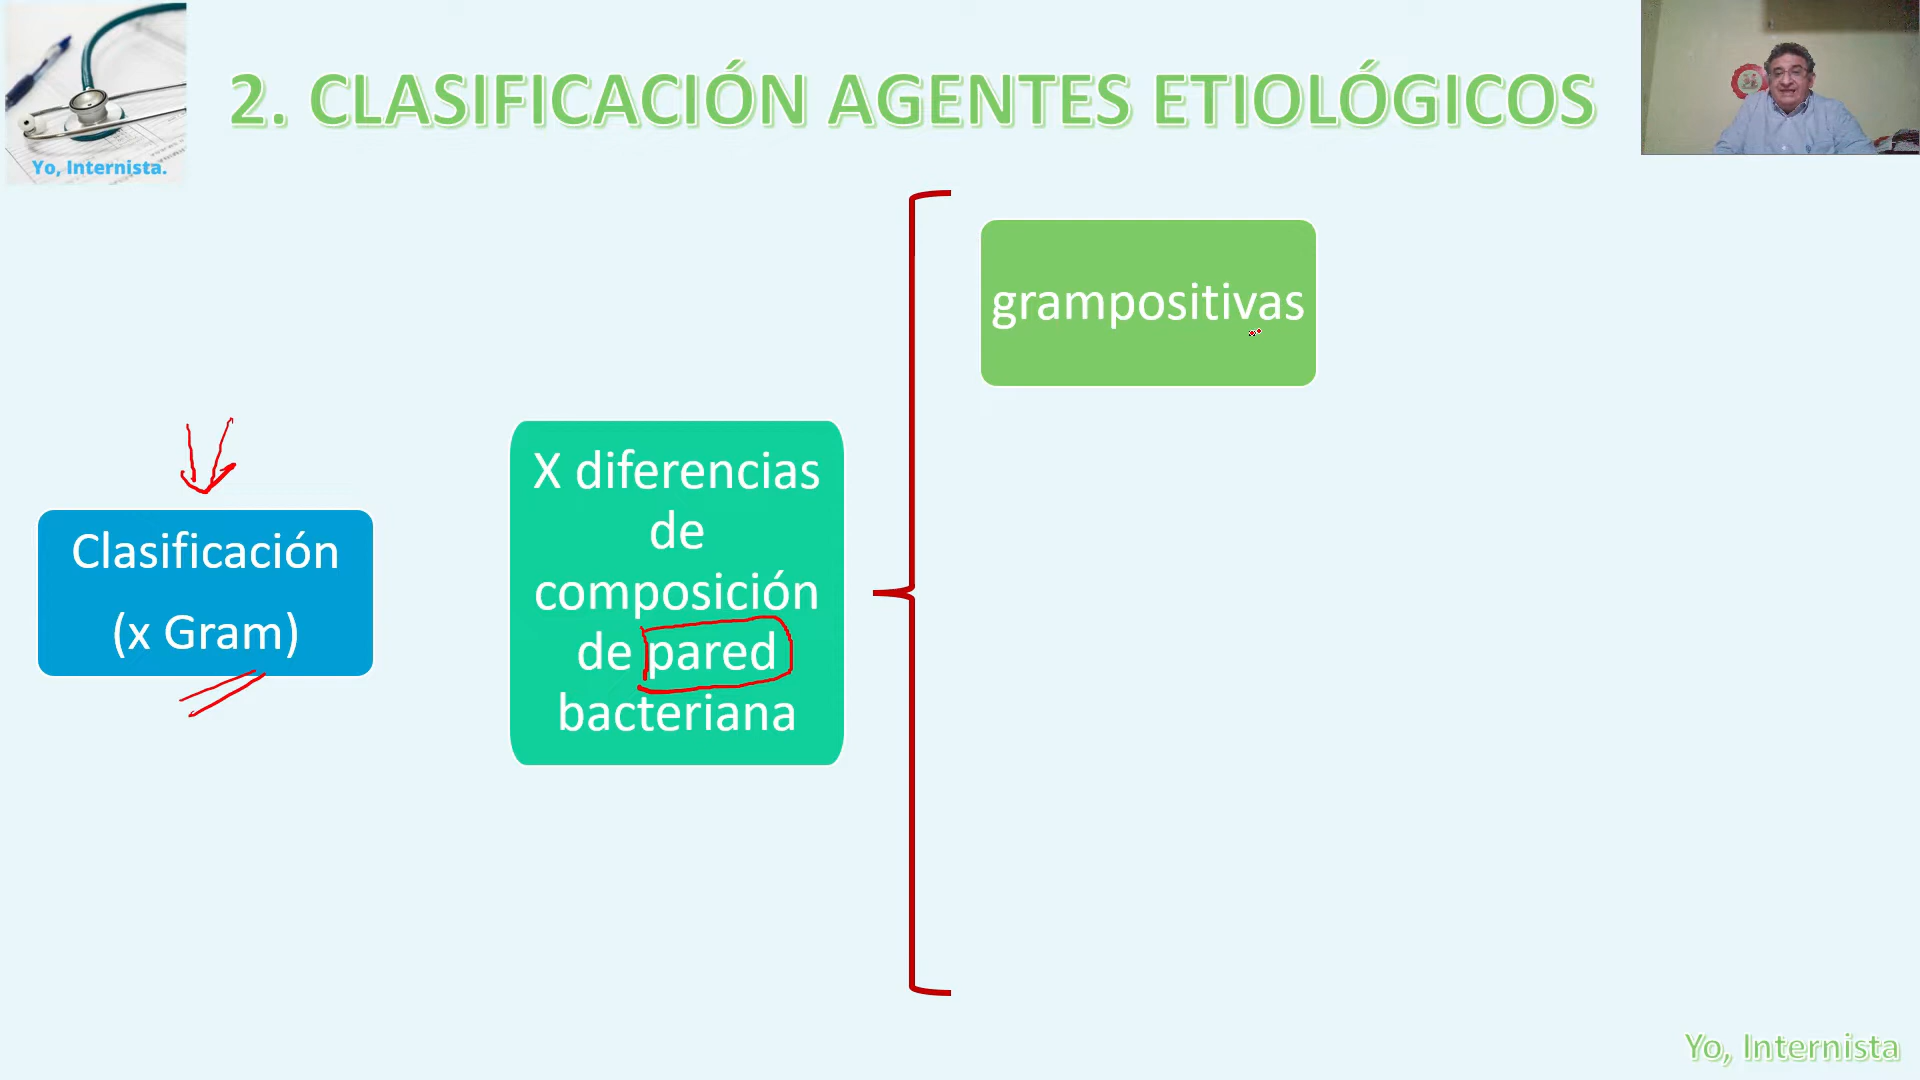 Yo, Internista.
2. CLASIFICACIÓN AGENTES ETIOLÓGICOS
Clasificación
(x Gram)
X diferencias
de
composición
de pared
bacteriana
grampositivas
Yo, Internista